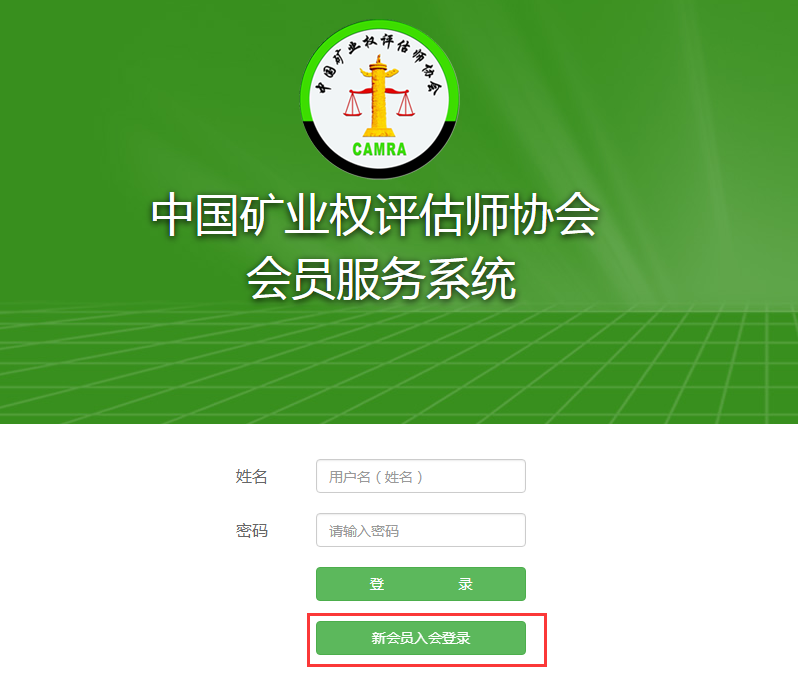 中国矿业权评估师协会
CAMRA
中国矿业权评估师协会
会员服务系统
姓名 用户名（姓名）
密码 请输入密码
登 录
新会员入会登录